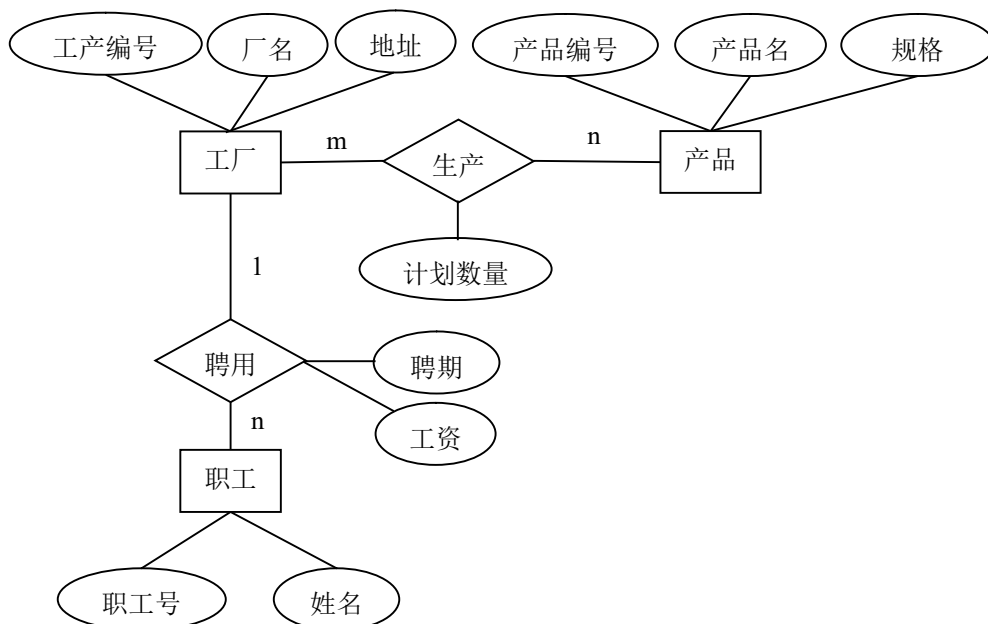 工产编号
厂名
地址
产品编号
产品名
规格
工厂
m
生产
n
产品
计划数量
1
聘用
聘期
工资
n
职工
职工号
姓名